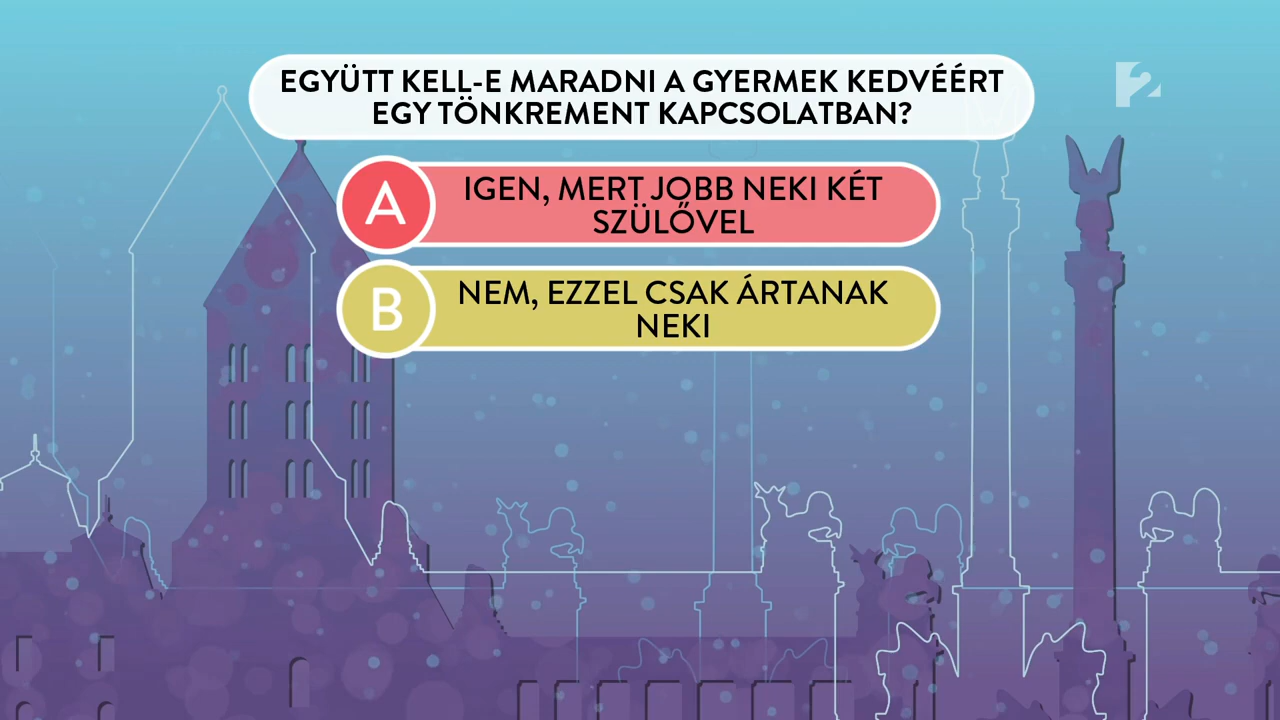 EGYÜTT KELL-E MARADNI A GYERMEK KEDVÉÉRT
EGY TÖNKREMENT KAPCSOLATBAN?
A
IGEN, MERT JOBB NEKI KÉT
SZÜLŐVEL
B
NEM, EZZEL CSAK ÁRTANAK
NEKI
2